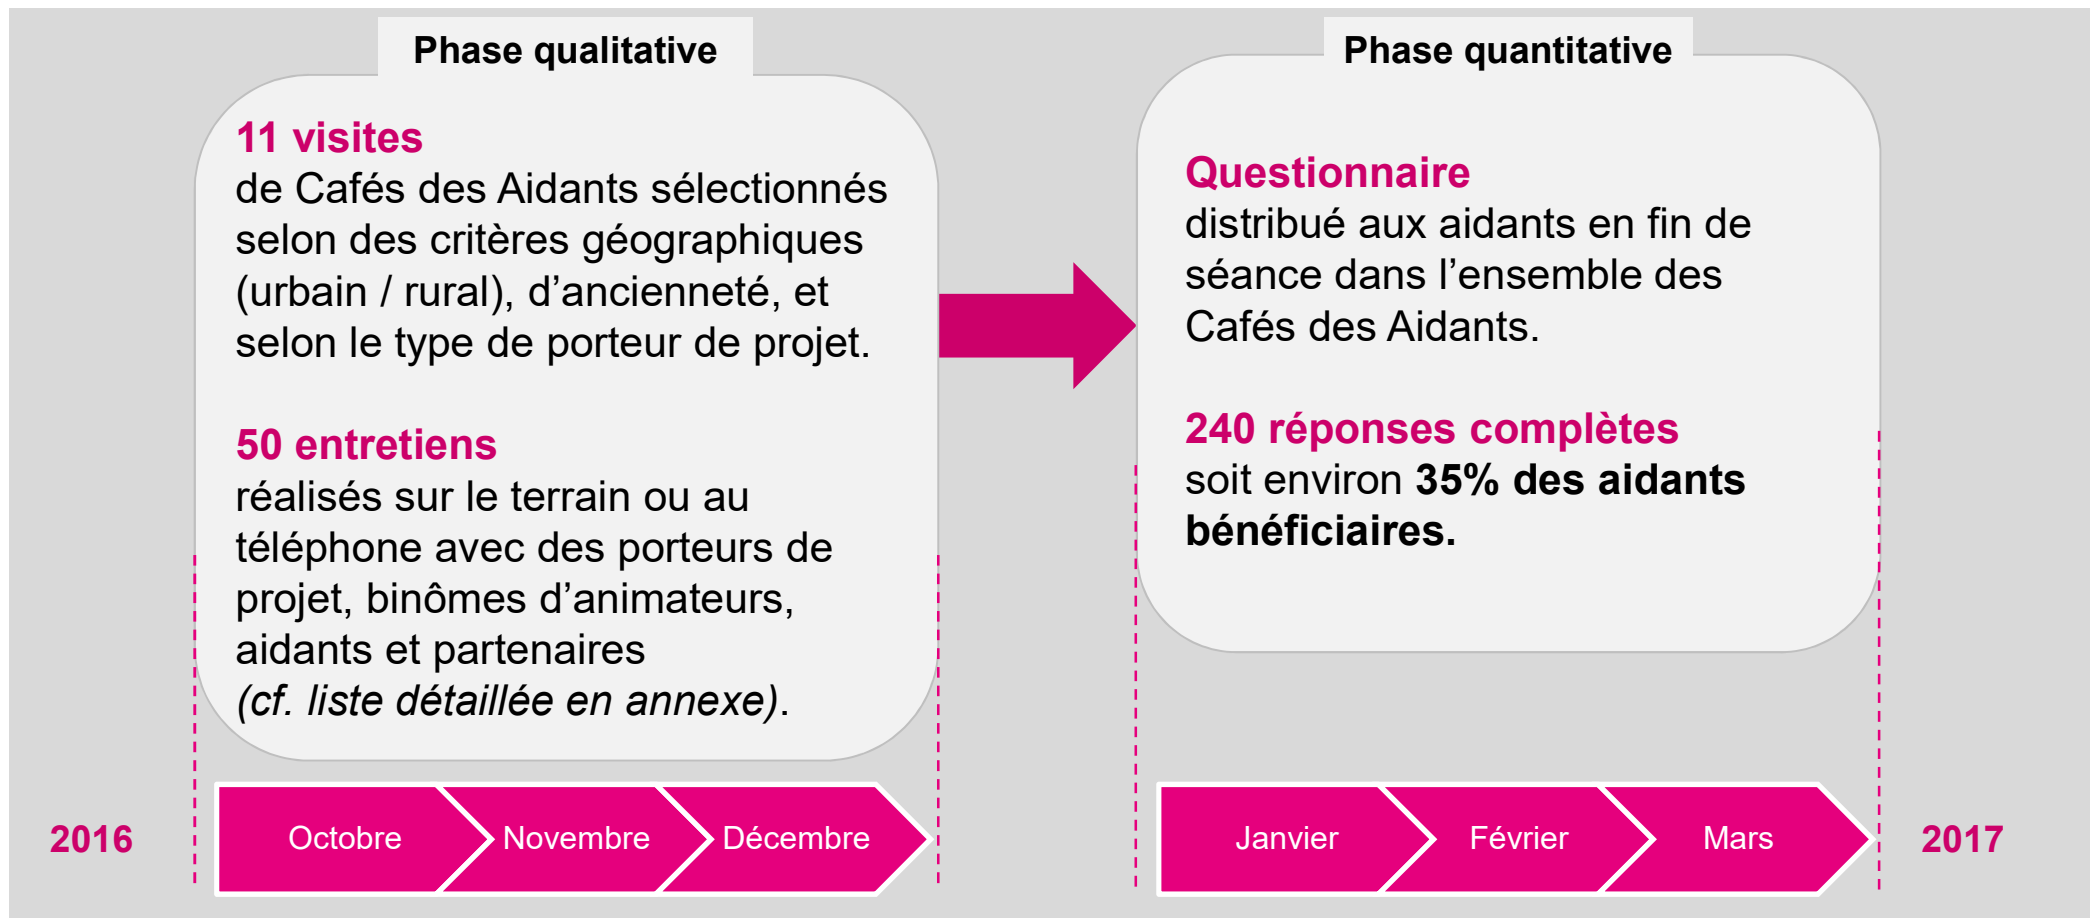 Phase qualitative
11 visites
de Cafés des Aidants sélectionnés
selon des critères géographiques
(urbain / rural), d’ancienneté, et
selon le type de porteur de projet.
50 entretiens
réalisés sur le terrain ou au
téléphone avec des porteurs de
projet, binômes d’animateurs,
aidants et partenaires
(cf. liste détaillée en annexe).
Phase quantitative
Questionnaire
distribué aux aidants en fin de
séance dans l’ensemble des
Cafés des Aidants.
240 réponses complètes
soit environ 35% des aidants
bénéficiaires.
2016
Octobre
Novembre
Décembre
Janvier
Février
Mars
2017